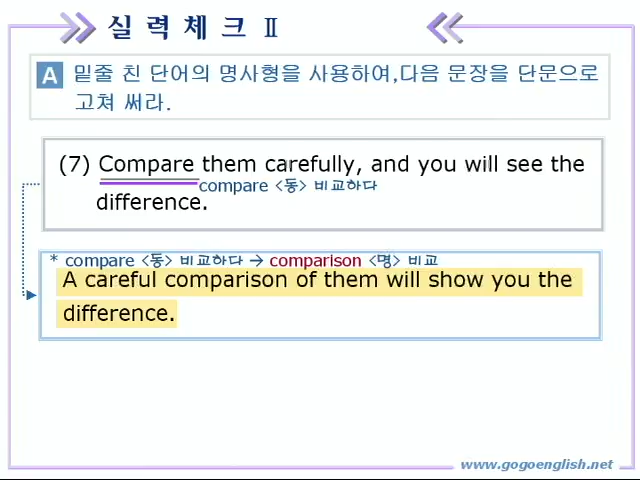 실 력 체 크 Ⅱ
A 밑줄 친 단어의 명사형을 사용하여,다음 문장을 단문으로
고쳐 써라.
(7) Compare them carefully, and you will see the
compare <동> 비교하다
difference.
* compare <동> 비교하다 → comparison <명> 비교
A careful comparison of them will show you the
difference.
www.gogoenglish.net